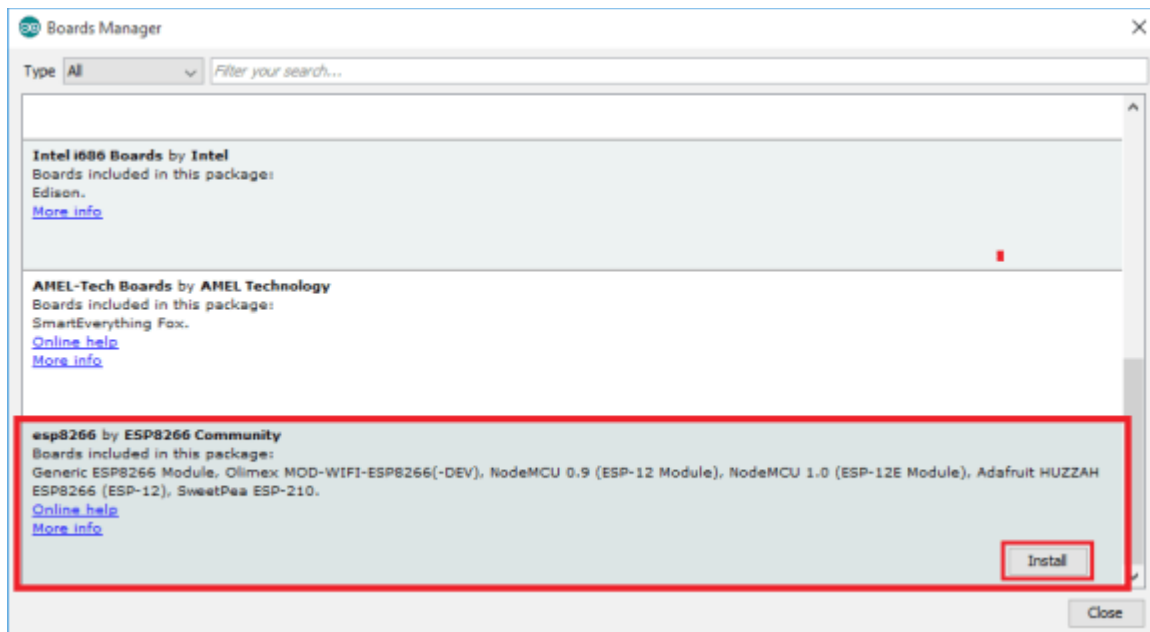 Boards Manager
Type All Filter your search...
Intel i686 Boards by Intel
Boards included in this package:
Edison.
More info
AMEL-Tech Boards by AMEL Technology
Boards included in this package:
SmartEverything Fox.
Online help
More info
esp8266 by ESP8266 Community
Boards included in this package:
Generic ESP8266 Module, Olimex MOD-WIFI-ESP8266(-DEV), NodeMCU 0.9 (ESP-12 Module), NodeMCU 1.0 (ESP-12E Module), Adafruit HUZZAH
ESP8266 (ESP-12), SweetPea ESP-210.
Online help
More info
Install
Close